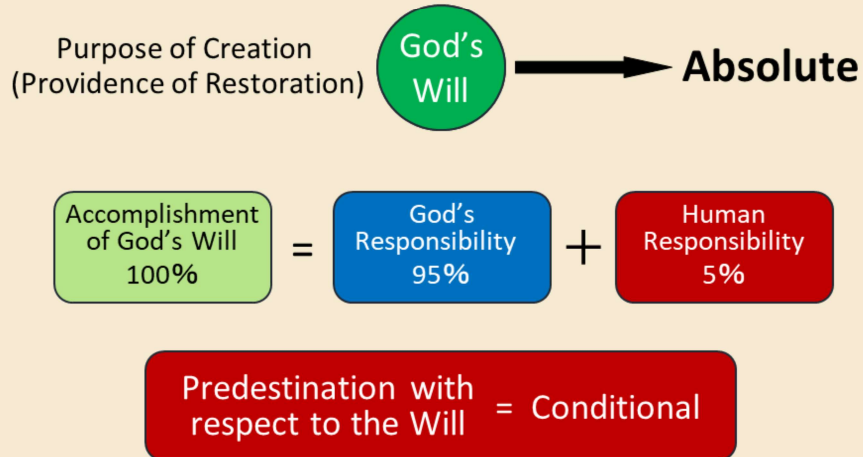 Purpose of Creation
(Providence of Restoration)
God's
Will
Absolute
Accomplishment
of God's Will
100%
=
God's
Responsibility
95%
+
Human
Responsibility
5%
Predestination with
respect to the Will
= Conditional